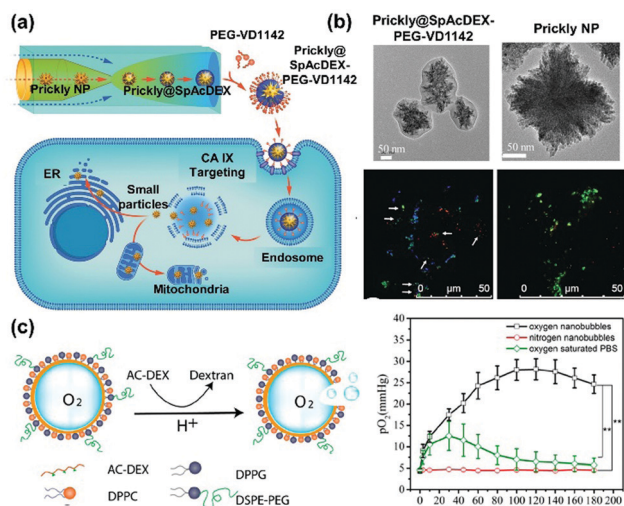 (a)
PEG-VD1142
Prickly@
SpAcDEX-
PEG-VD1142
Prickly NP
Prickly@SpAcDEX
CA IX
Targeting
ER
Small
particles
Endosome
Mitochondria
(b)
Prickly@SpAcDEX-
PEG-VD1142
Prickly NP
50 nm
50 nm
0 μm 50
0 μm 50
(c)
O₂
AC-DEX
Dextran
H⁺
O₂
AC-DEX
DPPC
DPPG
DSPE-PEG
pO₂(mmHg)
40
35
30
25
20
15
10
5
0
oxygen nanobubbles
nitrogen nanobubbles
oxygen saturated PBS
**
**
0 20 40 60 80 100 120 140 160 180